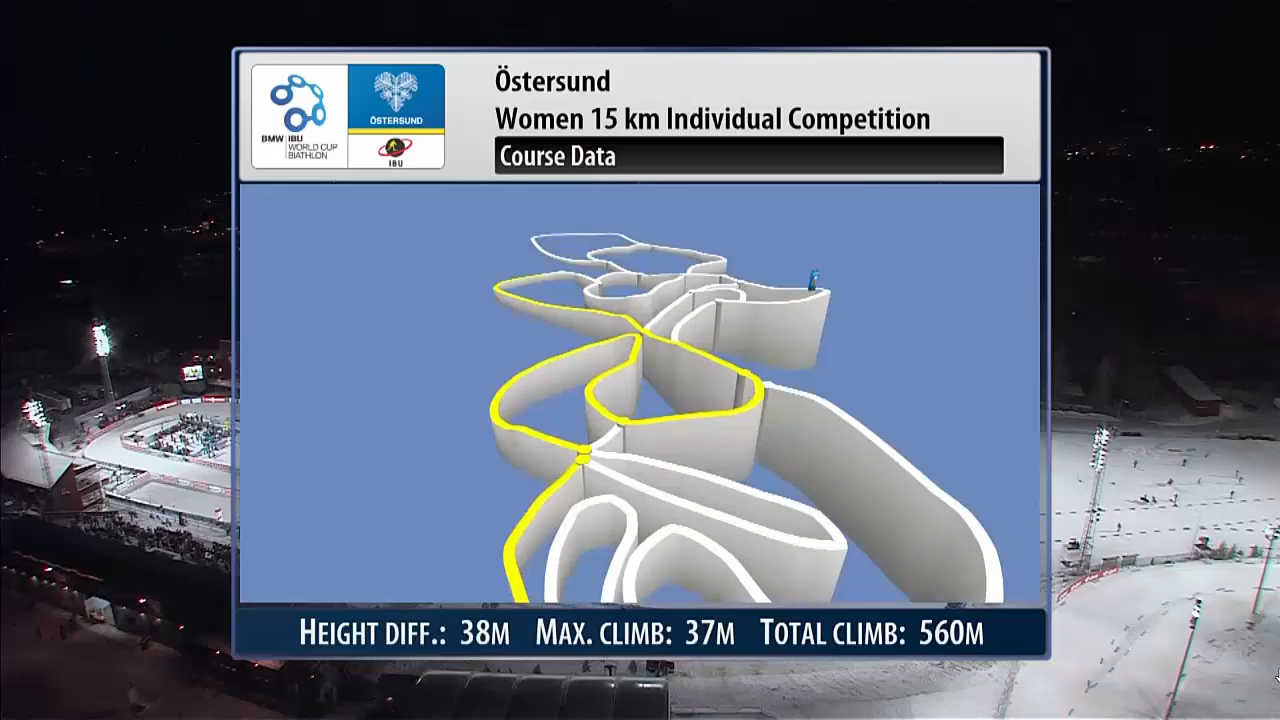 Östersund
Women 15 km Individual Competition
Course Data
BMW IBU
WORLD CUP
BIATHLON
ÖSTERSUND
IBU
HEIGHT DIFF.: 38M MAX. CLIMB: 37M TOTAL CLIMB: 560M